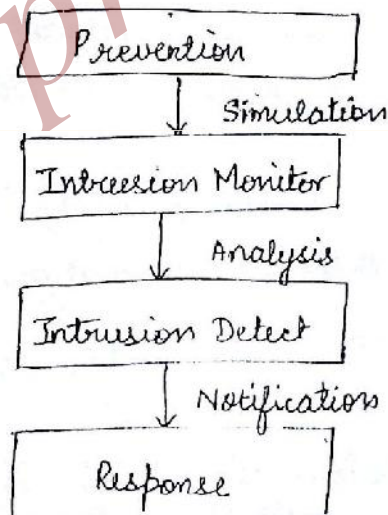 Prevention
Simulation
Intrusion Monitor
Analysis
Intrusion Detect
Notification
Response